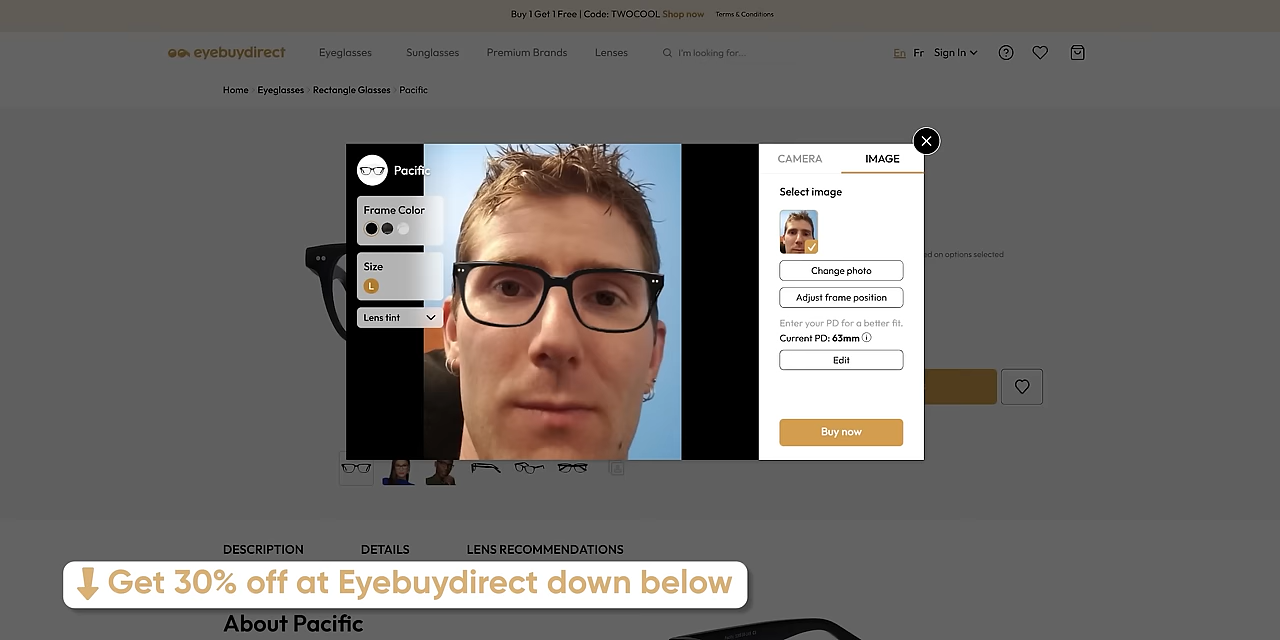 Buy 1 Get 1 Free | Code: TWOCOOL Shop now Terms & Conditions
eyebuydirect Eyeglasses Sunglasses Premium Brands Lenses I'm looking for... En Fr Sign In
Home Eyeglasses Rectangle Glasses Pacific
Pacific
Frame Color
Size
L
Lens tint
CAMERA IMAGE
Select image
Change photo
Adjust frame position
Enter your PD for a better fit.
Current PD: 63mm
Edit
Buy now
ed on options selected
DESCRIPTION DETAILS LENS RECOMMENDATIONS
Get 30% off at Eyebuydirect down below
About Pacific